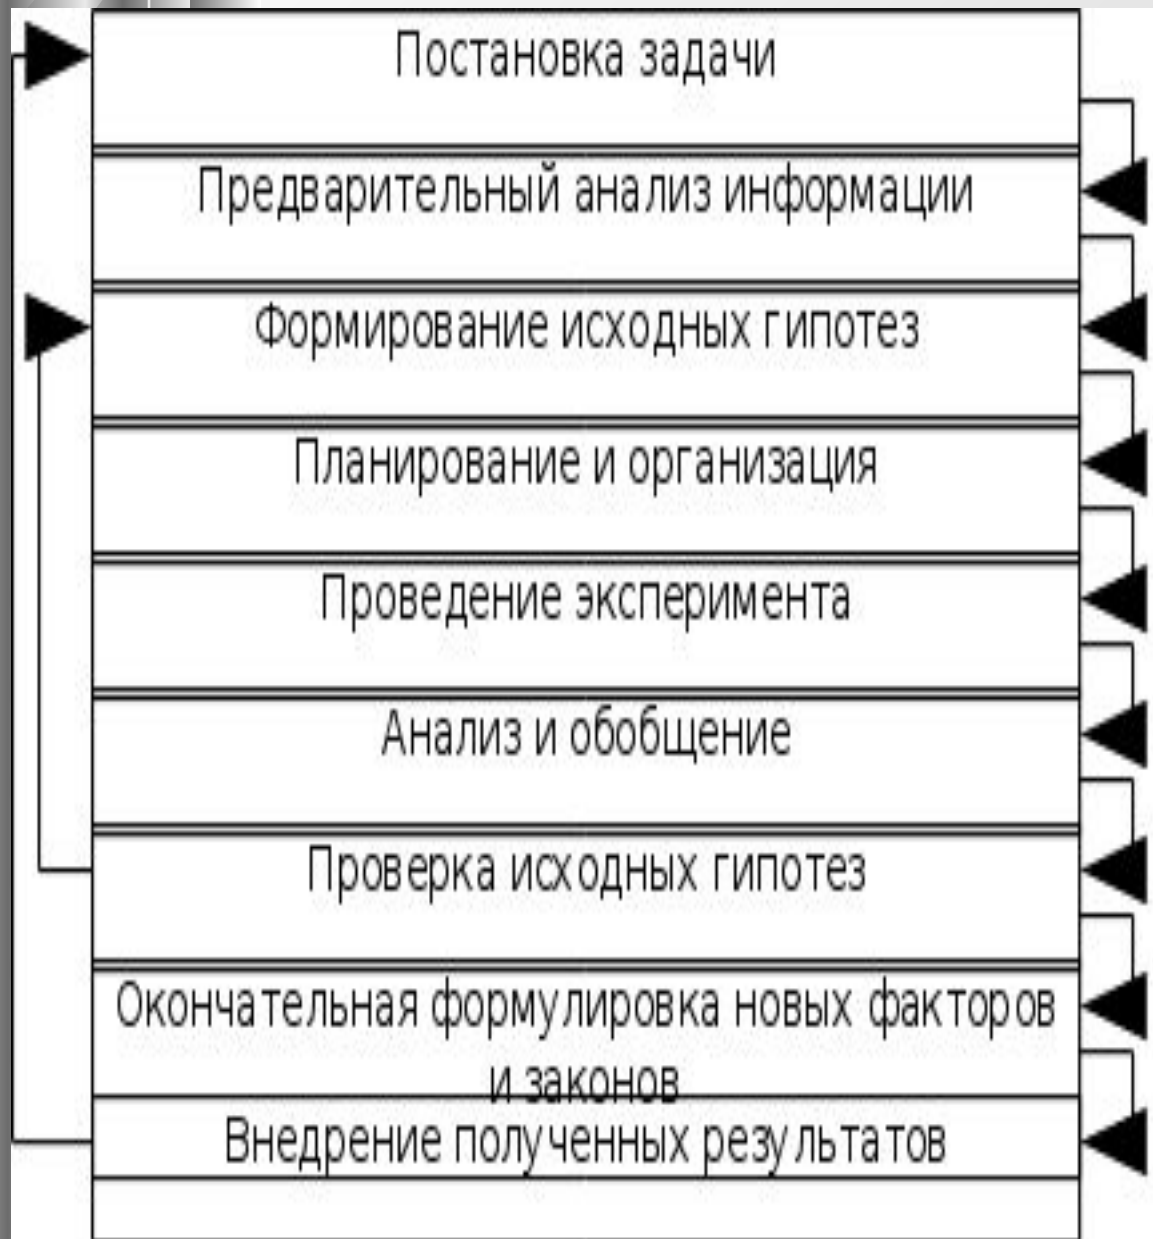 Постановка задачи
Предварительный анализ информации
Формирование исходных гипотез
Планирование и организация
Проведение эксперимента
Анализ и обобщение
Проверка исходных гипотез
Окончательная формулировка новых факторов
и законов
Внедрение полученных результатов